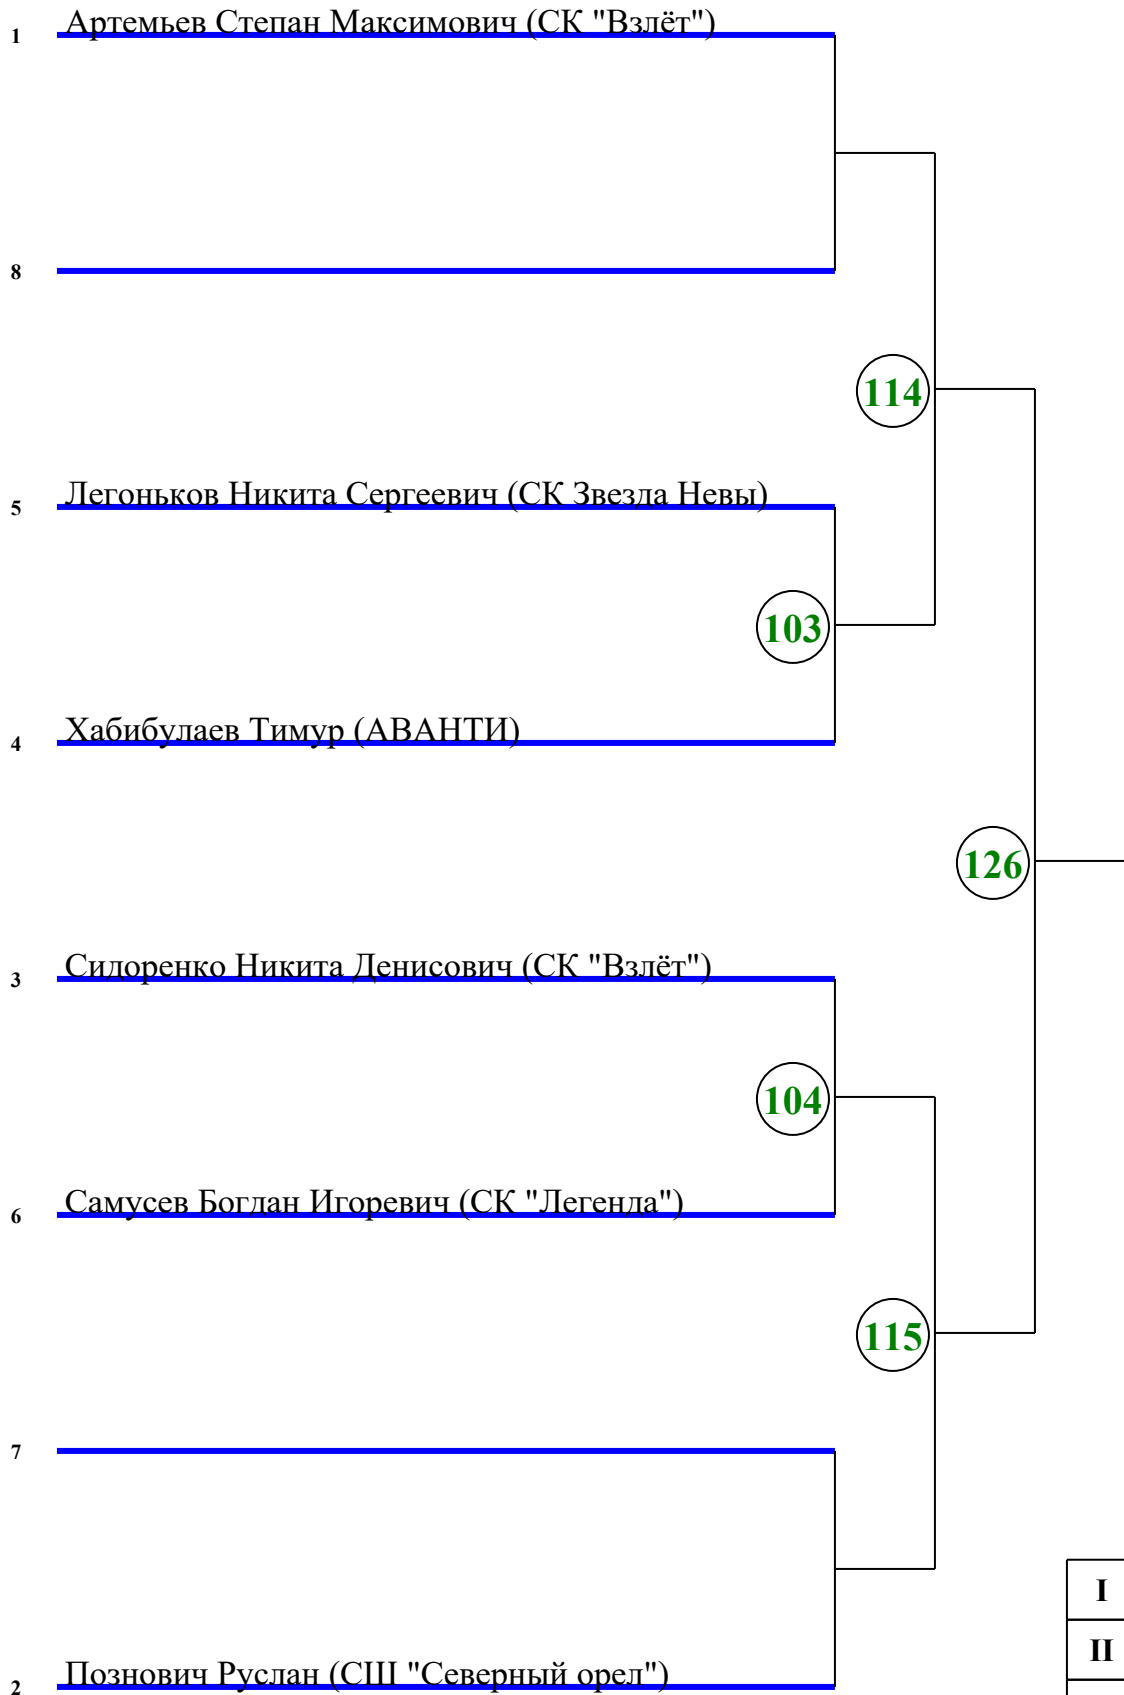 1 Артемьев Степан Максимович (СК "Взлёт")
8
114
5 Легоньков Никита Сергеевич (СК Звезда Невы)
103
4 Хабибулаев Тимур (АВАНТИ)
126
3 Сидоренко Никита Денисович (СК "Взлёт")
104
6 Самусев Богдан Игоревич (СК "Легенда")
115
7
I
II
2 Познович Руслан (СШ "Северный орел")